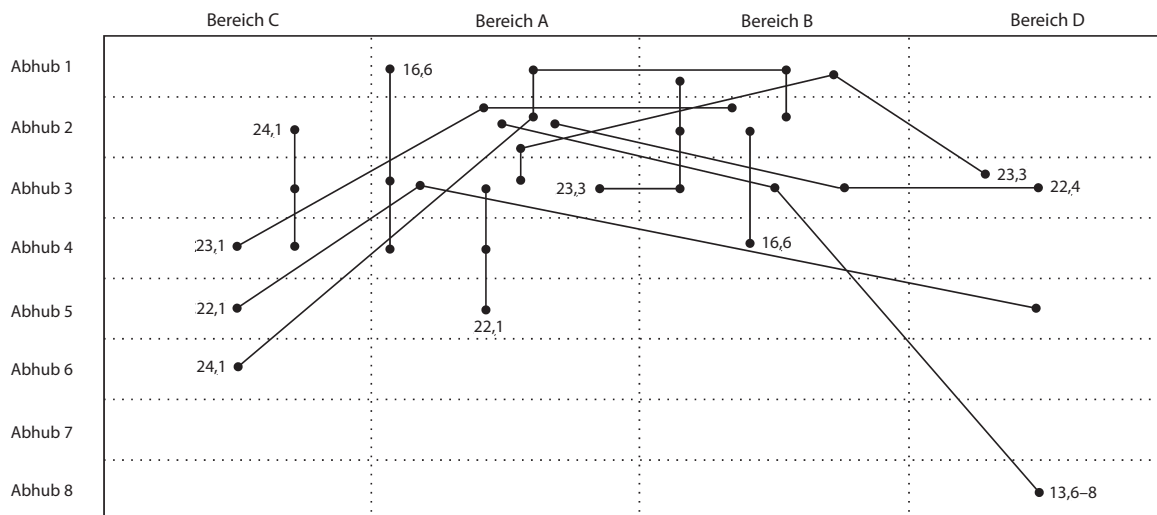 Bereich C Bereich A Bereich B Bereich D
Abhub 1
16,6
Abhub 2
24,1
Abhub 3
23,3
23,3
22,4
Abhub 4
23,1
16,6
Abhub 5
22,1
22,1
Abhub 6
24,1
Abhub 7
Abhub 8
13,6–8